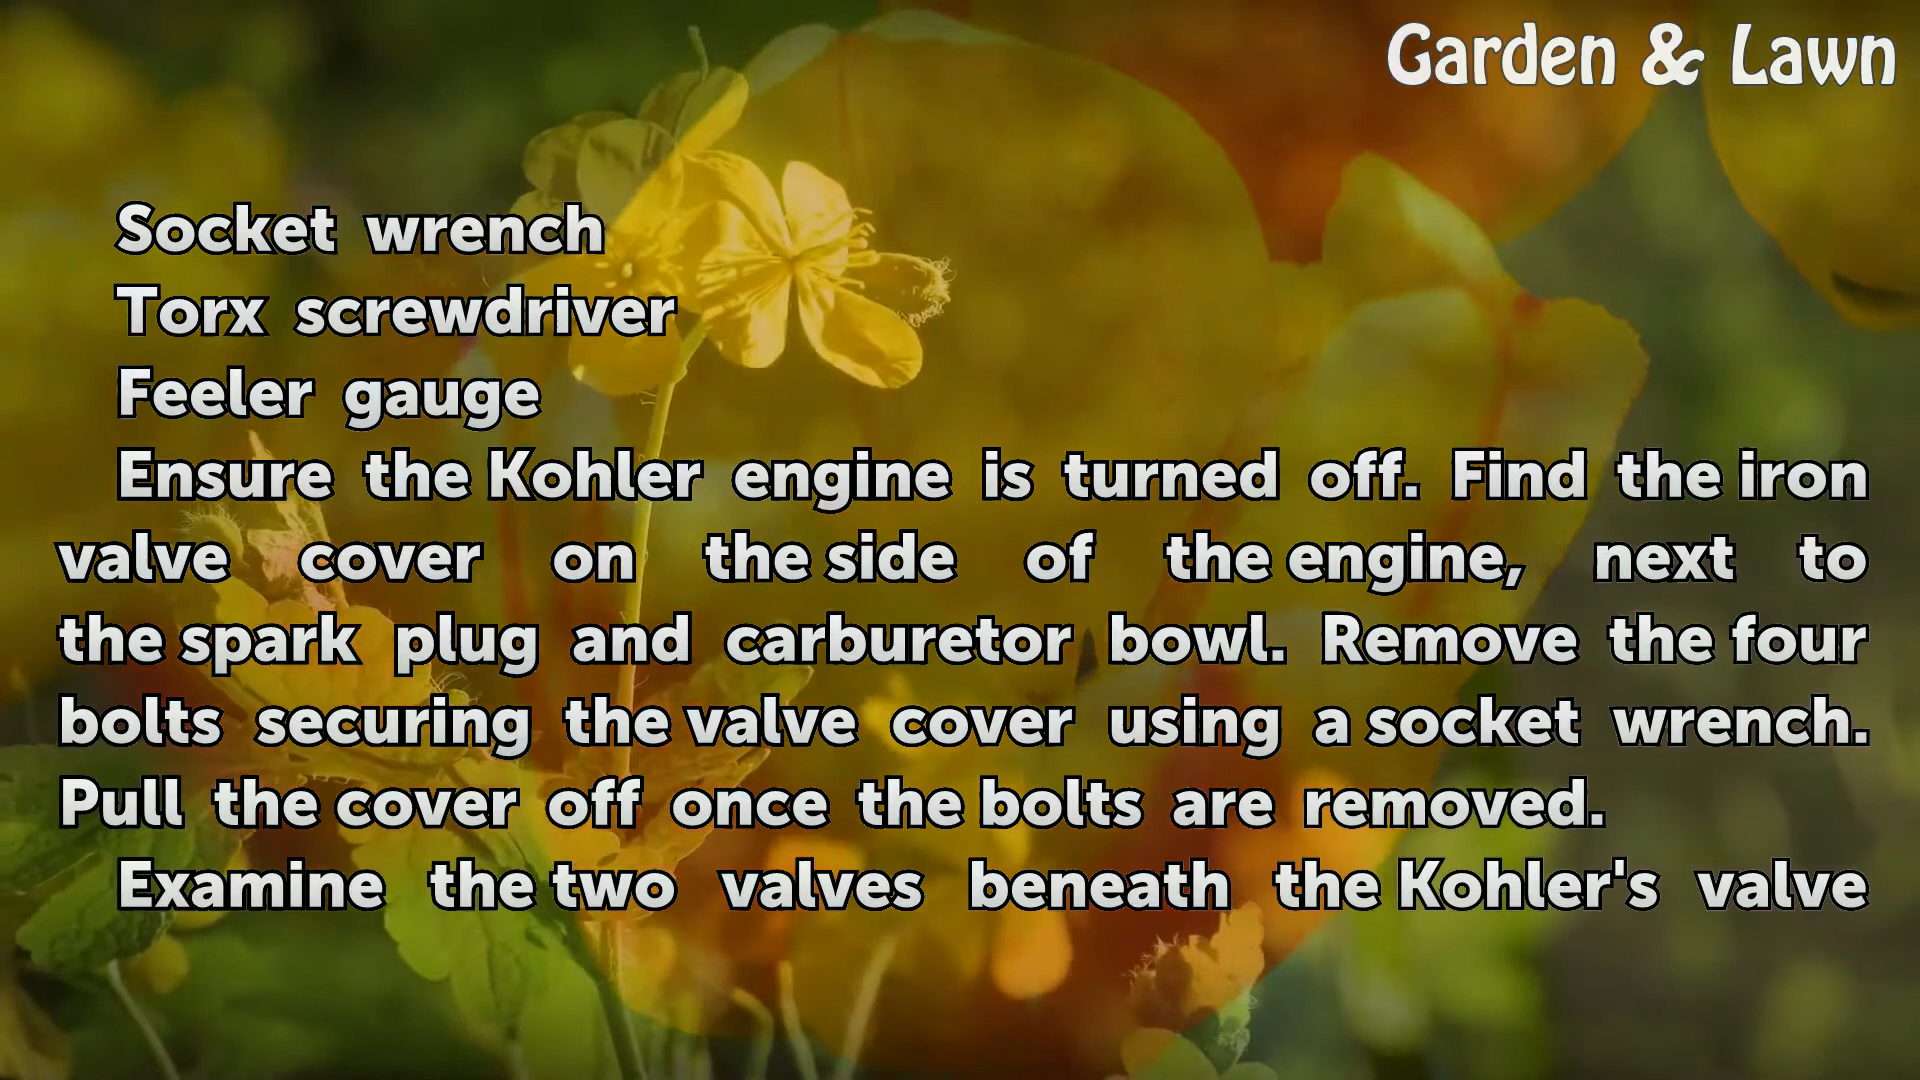 Garden & Lawn
Socket wrench
Torx screwdriver
Feeler gauge
Ensure the Kohler engine is turned off. Find the iron
valve cover on the side of the engine, next to
the spark plug and carburetor bowl. Remove the four
bolts securing the valve cover using a socket wrench.
Pull the cover off once the bolts are removed.
Examine the two valves beneath the Kohler's valve